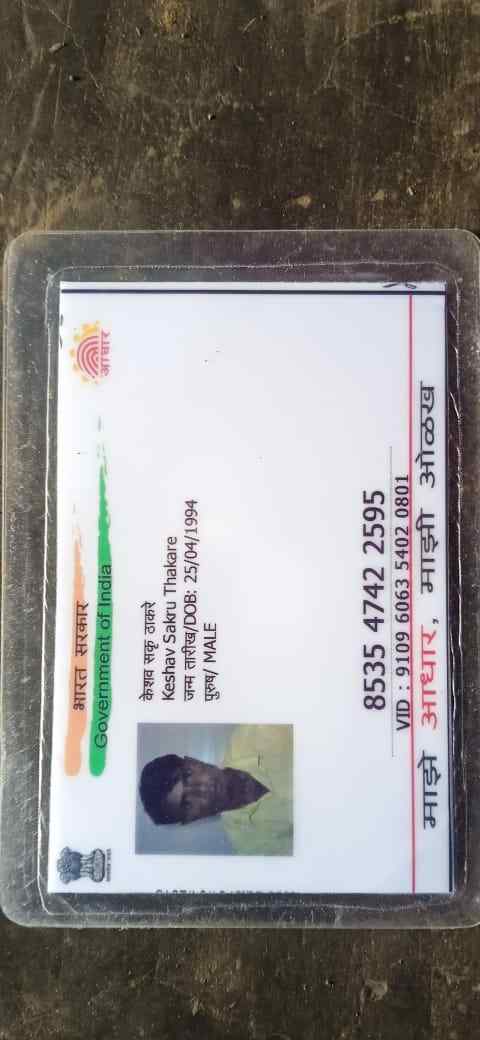 भारत सरकार
Government of India
आधार
केशव सकृ ठाकरे
Keshav Sakru Thakare
जन्म तारीख/DOB: 25/04/1994
पुरुष/ MALE
8535 4742 2595
VID : 9109 6063 5402 0801
माझे आधार, माझी ओळख